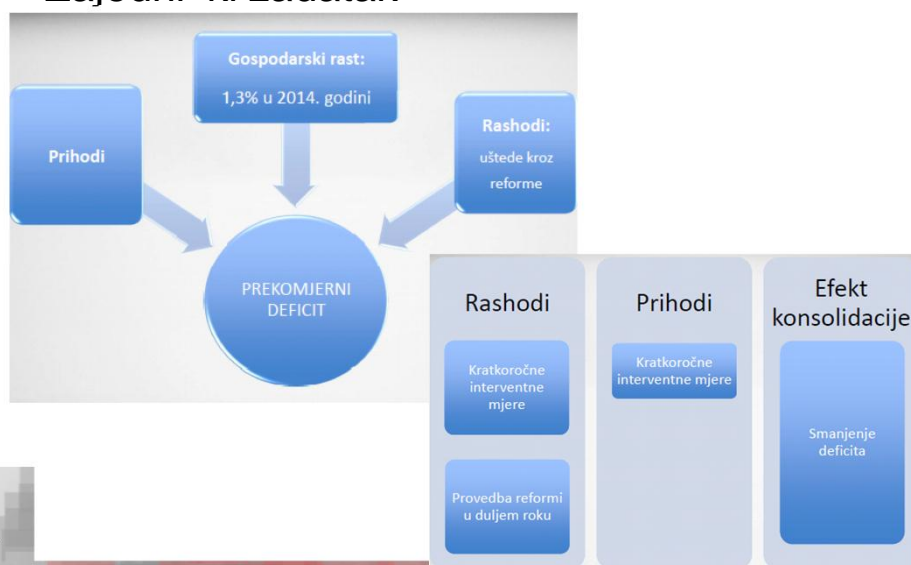 Gospodarski rast:
1,3% u 2014. godini
Prihodi
Rashodi:
uštede kroz
reforme
PREKOMJERNI
DEFICIT
Rashodi
Kratkoročne
interventne
mjere
Provedba reformi
u duljem roku
Prihodi
Kratkoročne
interventne mjere
Efekt
konsolidacije
Smanjenje
deficita